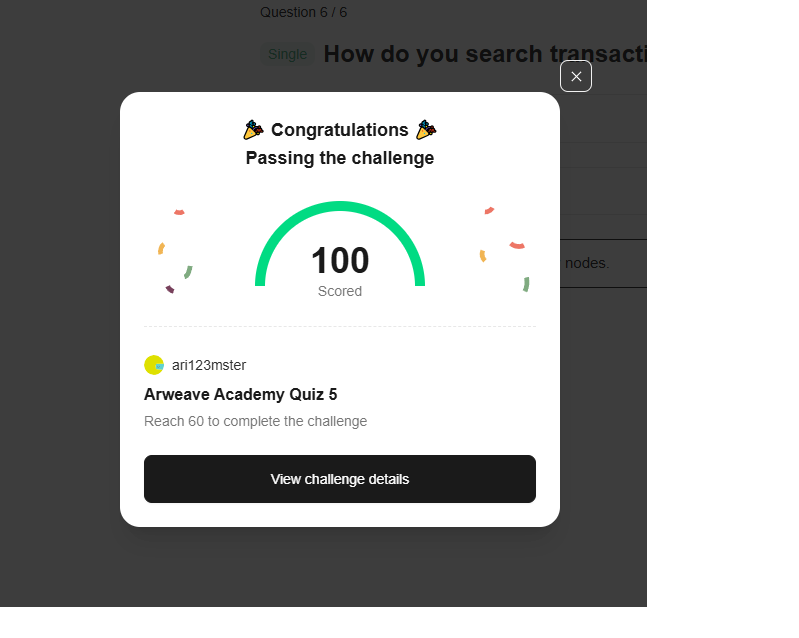 Question 6 / 6
Single How do you search transacti
Congratulations
Passing the challenge
100
Scored
nodes.
ari123mster
Arweave Academy Quiz 5
Reach 60 to complete the challenge
View challenge details